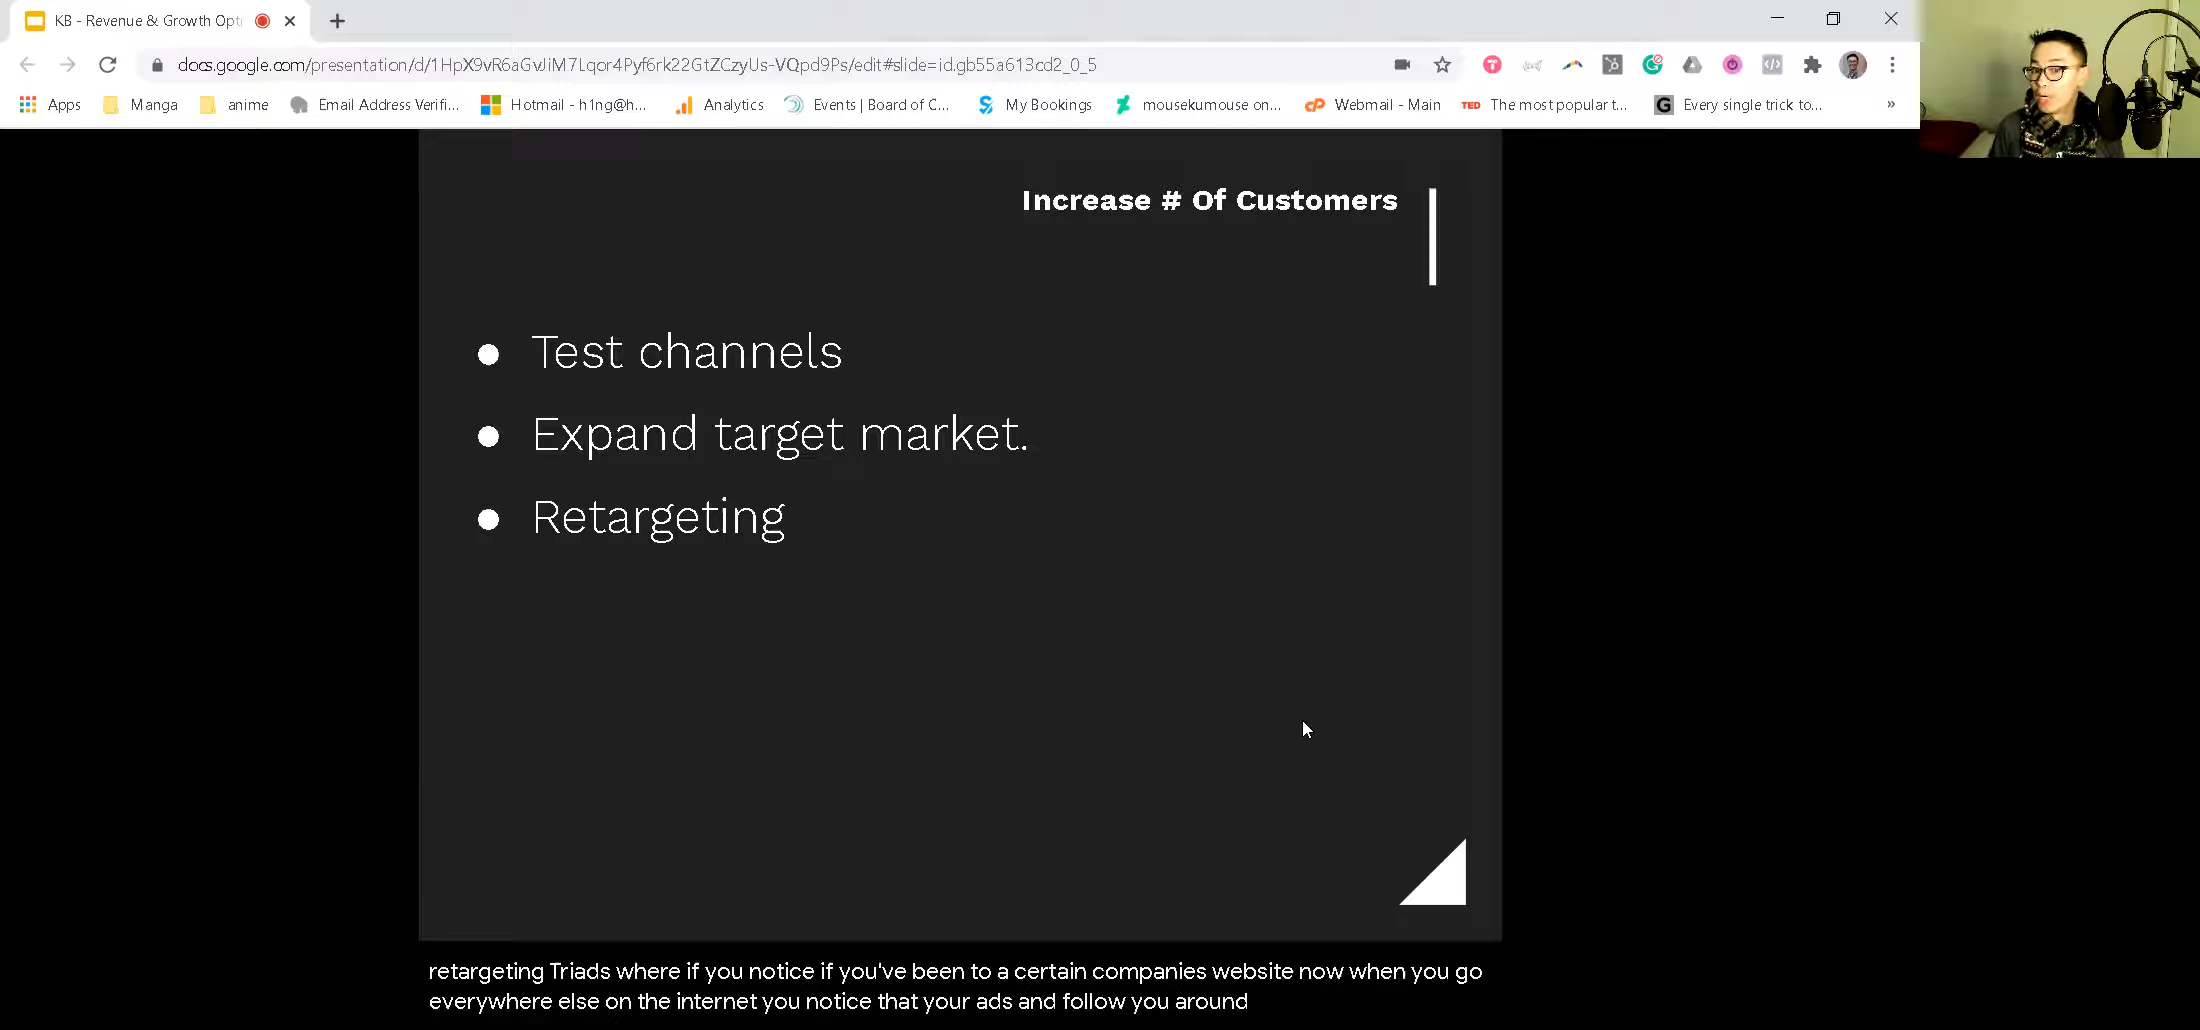 KB - Revenue & Growth Opt
docs.google.com/presentation/d/1HpX9vR6aGvJiM7Lqor4Pyf6rk22GtZCzyUs-VQpd9Ps/edit#slide=id.gb55a613cd2_0_5
Apps Manga anime Email Address Verifi... Hotmail - h1ng@h... Analytics Events | Board of C... My Bookings mousekumouse on... cP Webmail - Main TED The most popular t... G Every single trick to... »
Increase # Of Customers
● Test channels
● Expand target market.
● Retargeting
retargeting Triads where if you notice if you've been to a certain companies website now when you go
everywhere else on the internet you notice that your ads and follow you around